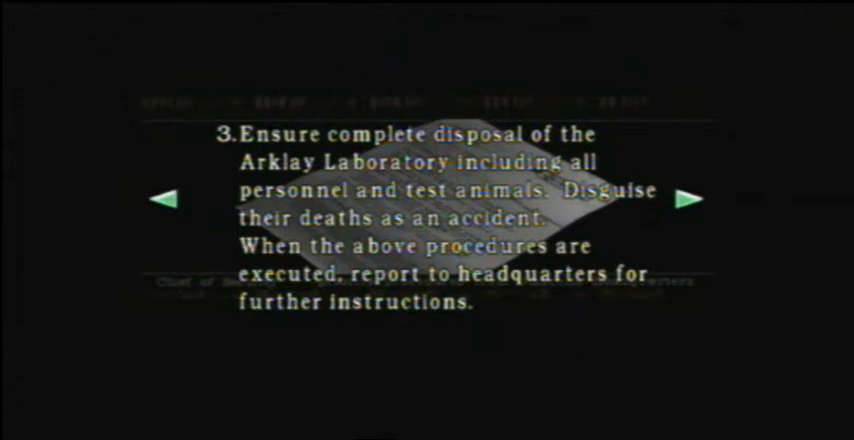 3.Ensure complete disposal of the
Arklay Laboratory including all
personnel and test animals. Disguise
their deaths as an accident.
When the above procedures are
executed, report to headquarters for
further instructions.